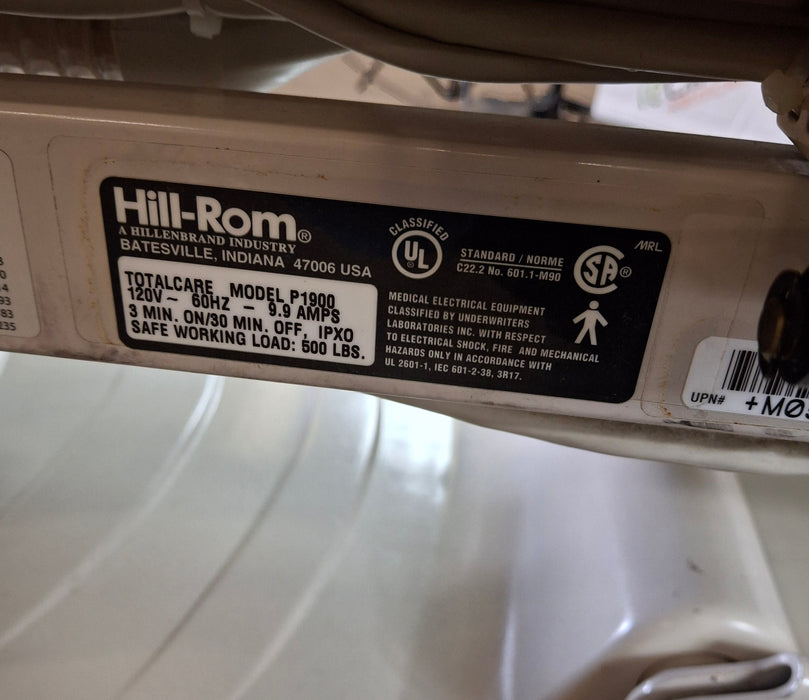 Hill-Rom®
A HILLENBRAND INDUSTRY
BATESVILLE, INDIANA 47006 USA
TOTALCARE MODEL P1900
120V ~ 60HZ – 9.9 AMPS
3 MIN. ON/30 MIN. OFF, IPXO
SAFE WORKING LOAD: 500 LBS.
CLASSIFIED
UL
STANDARD / NORME
C22.2 No. 601.1-M90
SA®
MRL
MEDICAL ELECTRICAL EQUIPMENT
CLASSIFIED BY UNDERWRITERS
LABORATORIES INC. WITH RESPECT
TO ELECTRICAL SHOCK, FIRE AND MECHANICAL
HAZARDS ONLY IN ACCORDANCE WITH
UL 2601-1, IEC 601-2-38, 3R17.
UPN# +MØ